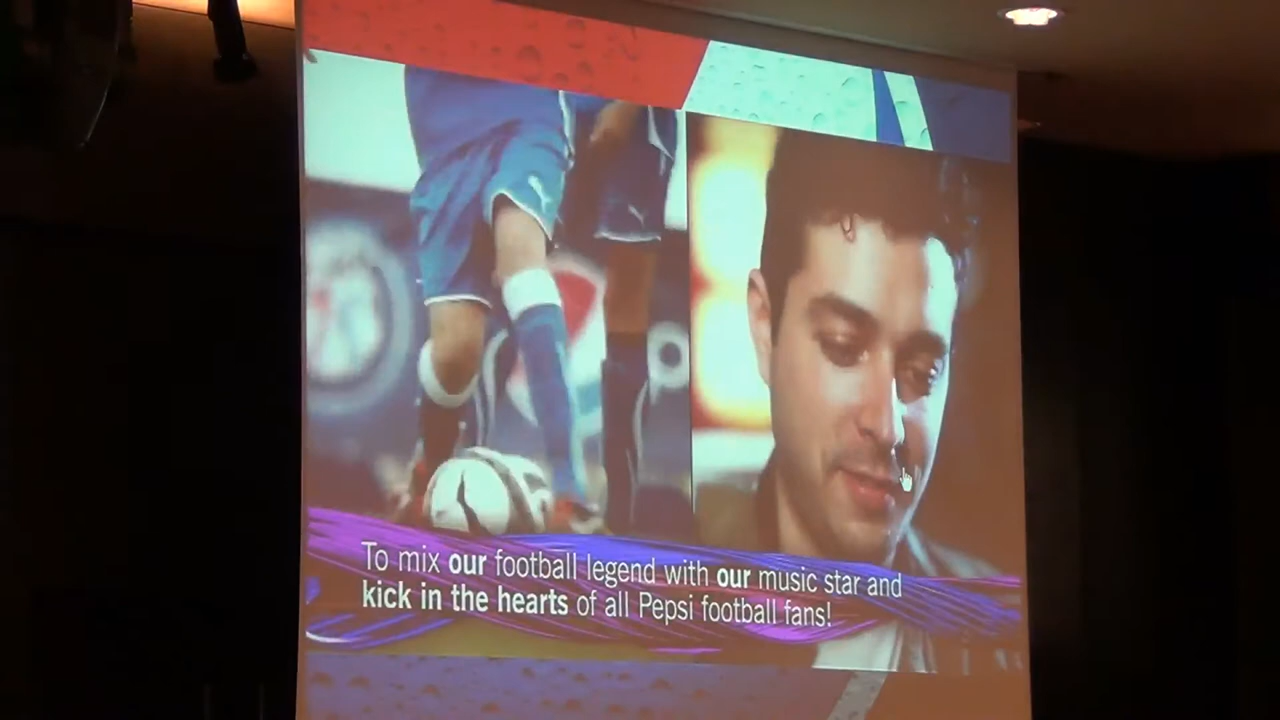 To mix our football legend with our music star and
kick in the hearts of all Pepsi football fans!